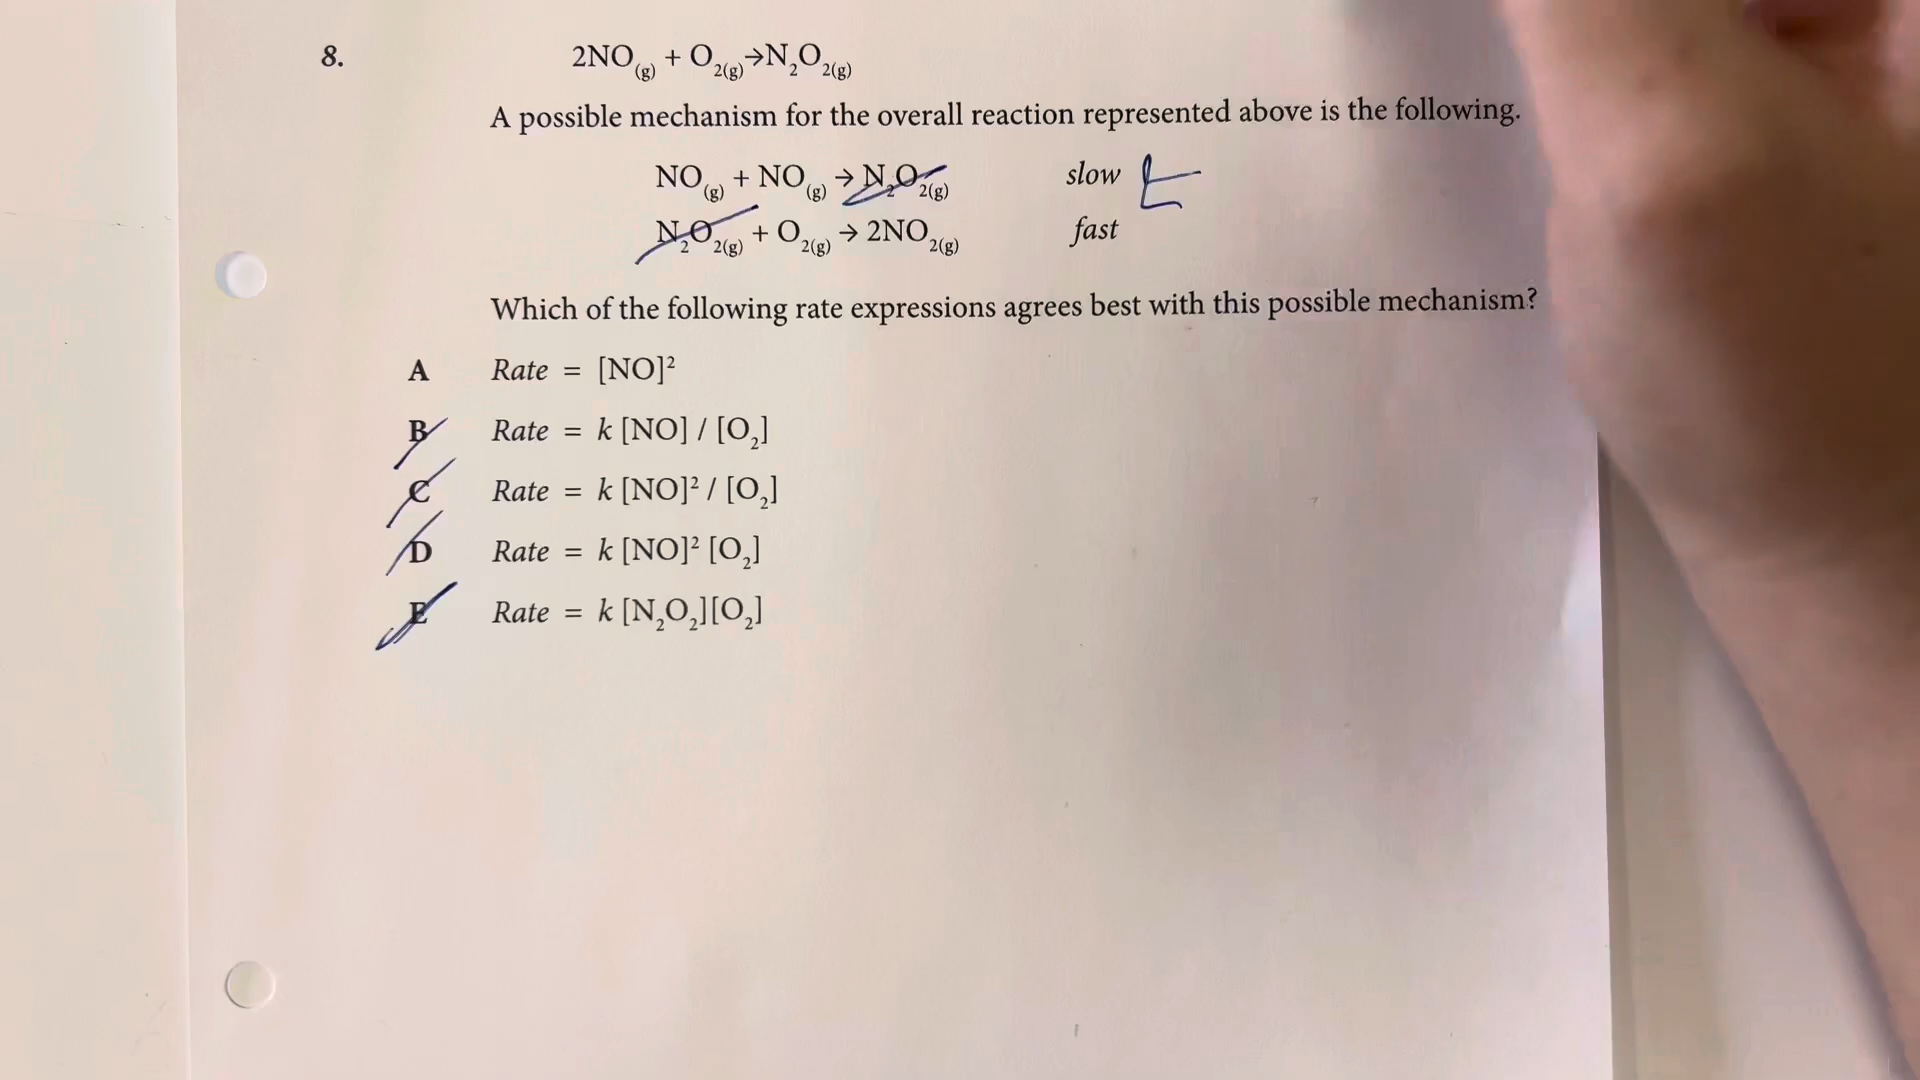 8. 2NO(g) + O2(g)→N2O2(g)
A possible mechanism for the overall reaction represented above is the following.
NO(g) + NO(g) → N2O2(g) slow
N2O2(g) + O2(g) → 2NO2(g) fast
Which of the following rate expressions agrees best with this possible mechanism?
A Rate = [NO]²
B Rate = k [NO] / [O2]
C Rate = k [NO]² / [O2]
D Rate = k [NO]² [O2]
E Rate = k [N2O2][O2]